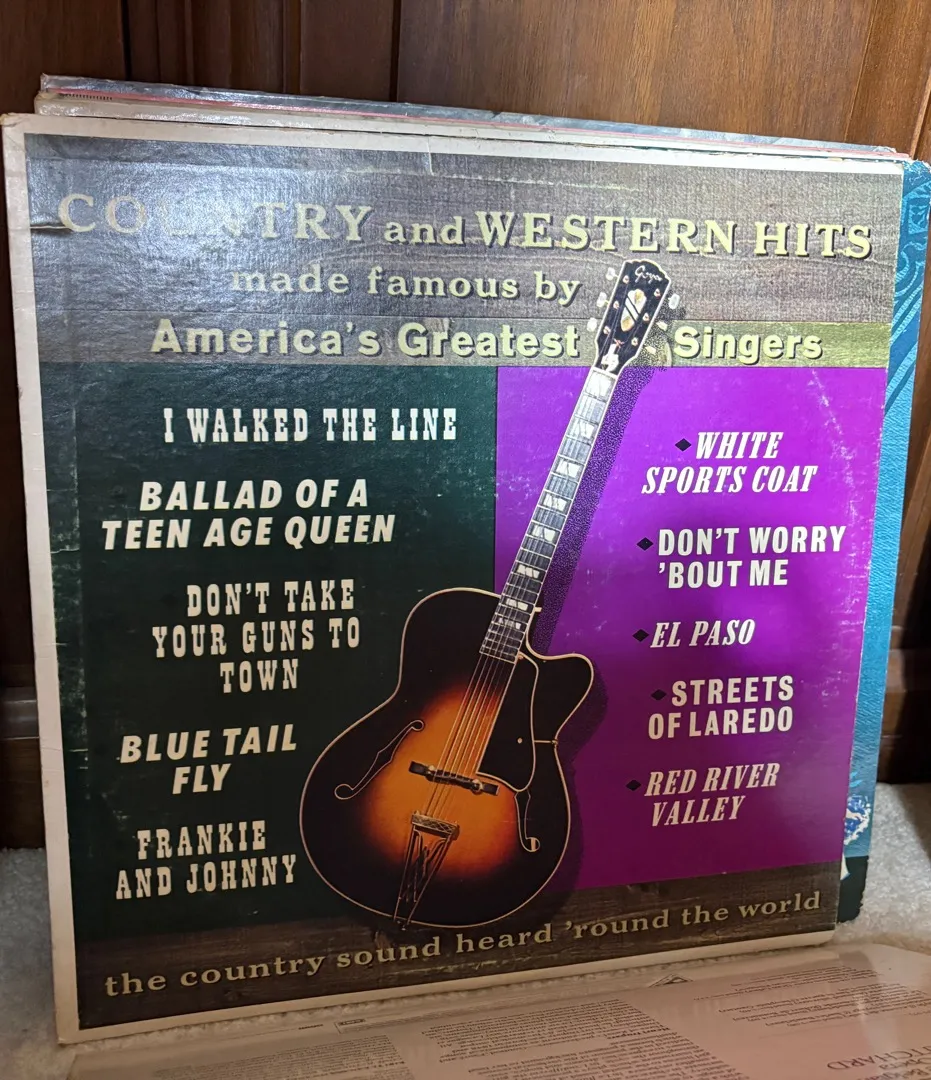 COUNTRY and WESTERN HITS
made famous by
America's Greatest Singers
Goya
I WALKED THE LINE
BALLAD OF A
TEEN AGE QUEEN
DON'T TAKE
YOUR GUNS TO
TOWN
BLUE TAIL
FLY
FRANKIE
AND JOHNNY
WHITE
SPORTS COAT
DON'T WORRY
'BOUT ME
EL PASO
STREETS
OF LAREDO
RED RIVER
VALLEY
the country sound heard 'round the world